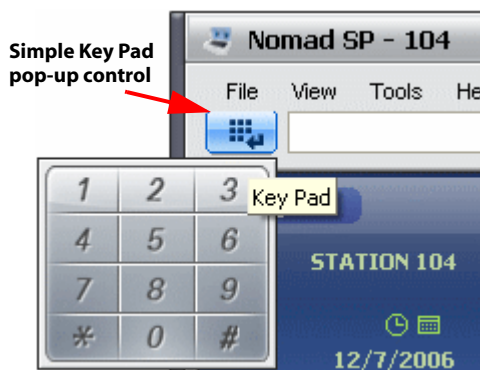 Simple Key Pad
pop-up control
Nomad SP - 104
File View Tools He
1 2 3
Key Pad
4 5 6
STATION 104
7 8 9
* 0 #
12/7/2006